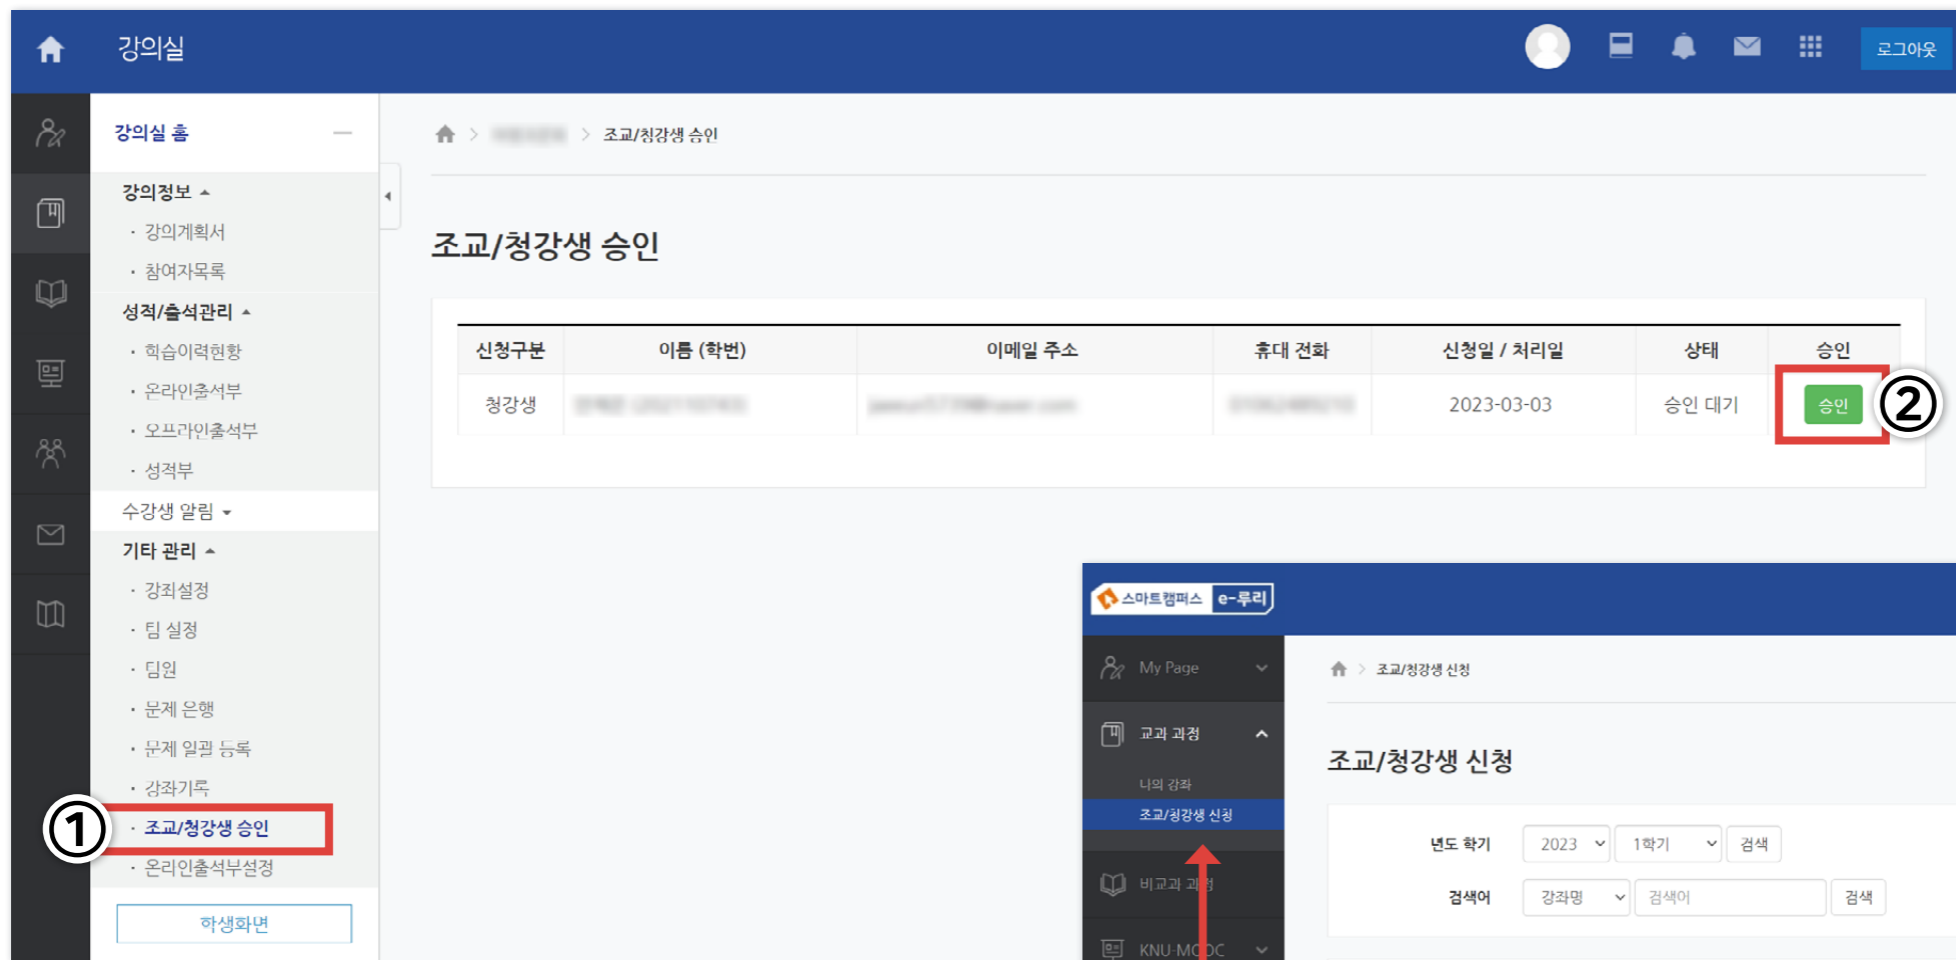 강의실
로그아웃
강의실 홈
조교/청강생 승인
강의정보
· 강의계획서
· 참여자목록
성적/출석관리
· 학습이력현황
· 온라인출석부
· 오프라인출석부
· 성적부
수강생 알림
기타 관리
· 강좌설정
· 팀 설정
· 팀원
· 문제 은행
· 문제 일괄 등록
· 강좌기록
① · 조교/청강생 승인
· 온라인출석부설정
학생화면
조교/청강생 승인
신청구분 이름 (학번) 이메일 주소 휴대 전화 신청일 / 처리일 상태 승인
청강생 2023-03-03 승인 대기 승인 ②
스마트캠퍼스 e-루리
My Page
교과 과정
나의 강좌
조교/청강생 신청
비교과 과정
KNU-MOOC
조교/청강생 신청
조교/청강생 신청
년도 학기 2023 1학기 검색
검색어 강좌명 검색어 검색